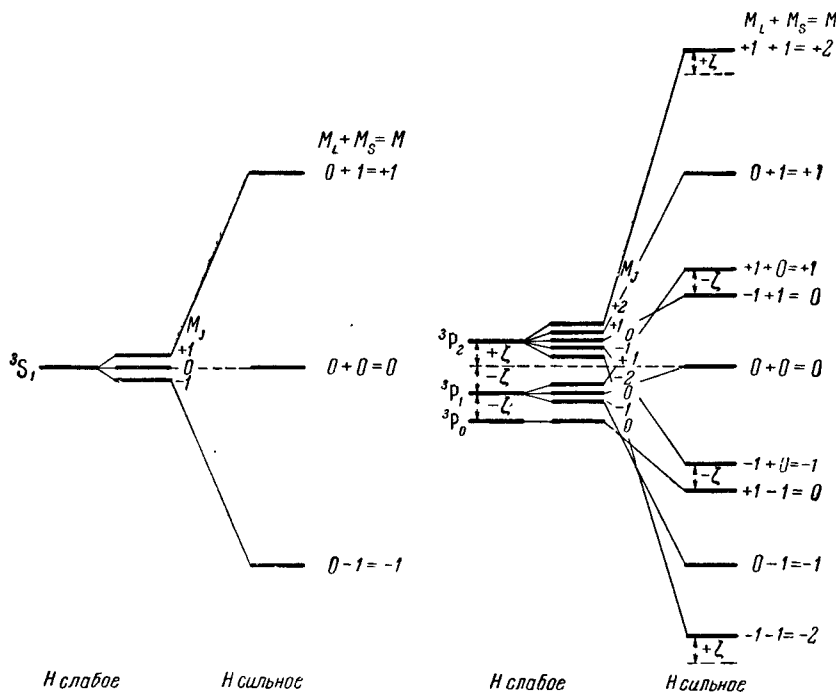 M_L + M_S = M
+1 +1 = +2
+ζ
M_L + M_S = M
0 + 1 = +1
0 + 1 = +1
+1 + 0 = +1
-ζ
-1 + 1 = 0
M_J
+2
+1
0
-1
-2
³P₂
+ζ
-ζ
M_J
+1
0
-1
³S₁
0 + 0 = 0
0 + 0 = 0
+1
0
-1
³P₁
-ζ
³P₀
0
-1 + 0 = -1
-ζ
+1 - 1 = 0
0 - 1 = -1
0 - 1 = -1
-1 - 1 = -2
+ζ
H слабое H сильное H слабое H сильное